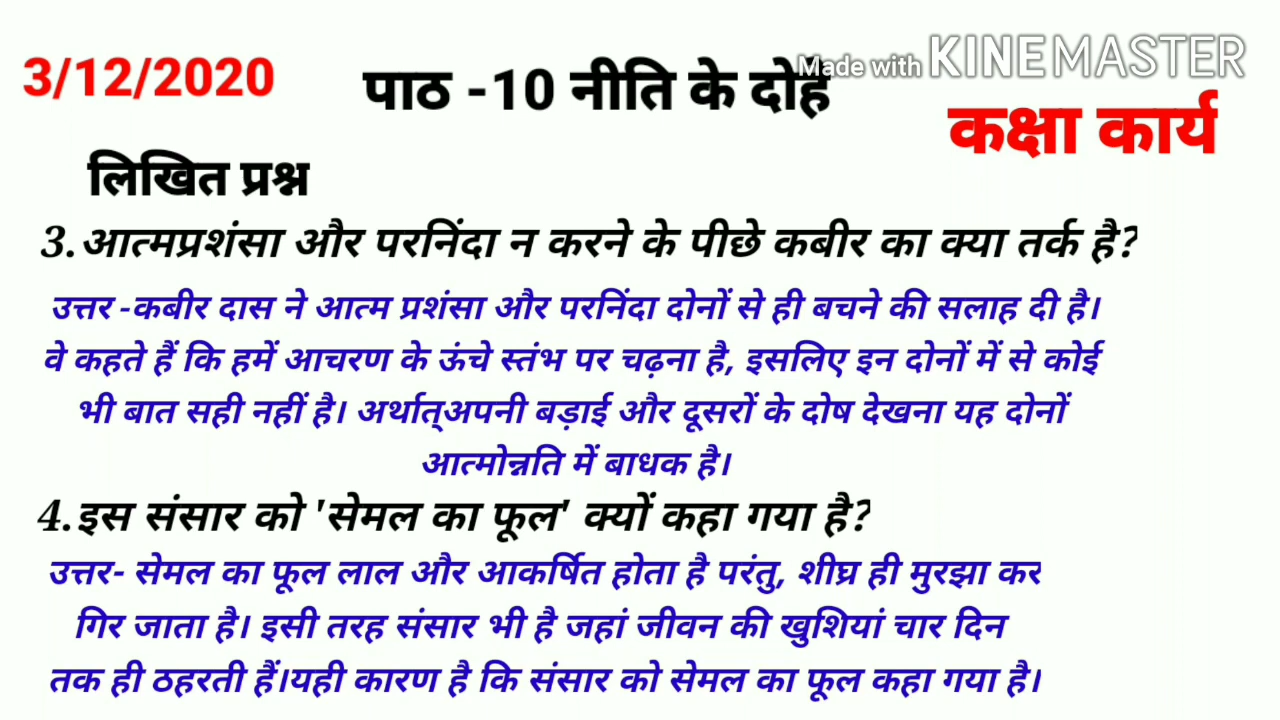 Made with KINEMASTER
3/12/2020
पाठ -10 नीति के दोहे
कक्षा कार्य
लिखित प्रश्न
3.आत्मप्रशंसा और परनिंदा न करने के पीछे कबीर का क्या तर्क है?
उत्तर -कबीर दास ने आत्म प्रशंसा और परनिंदा दोनों से ही बचने की सलाह दी है।
वे कहते हैं कि हमें आचरण के ऊंचे स्तंभ पर चढ़ना है, इसलिए इन दोनों में से कोई
भी बात सही नहीं है। अर्थात्अपनी बड़ाई और दूसरों के दोष देखना यह दोनों
आत्मोन्नति में बाधक है।
4.इस संसार को 'सेमल का फूल' क्यों कहा गया है?
उत्तर- सेमल का फूल लाल और आकर्षित होता है परंतु, शीघ्र ही मुरझा कर
गिर जाता है। इसी तरह संसार भी है जहां जीवन की खुशियां चार दिन
तक ही ठहरती हैं।यही कारण है कि संसार को सेमल का फूल कहा गया है।